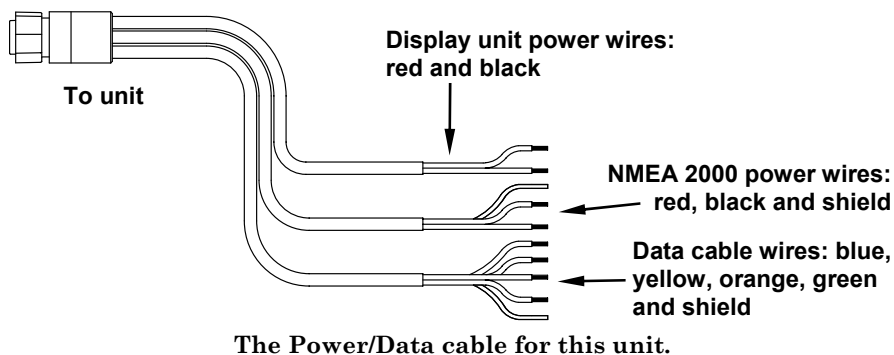 Display unit power wires:
red and black
To unit
NMEA 2000 power wires:
red, black and shield
Data cable wires: blue,
yellow, orange, green
and shield
The Power/Data cable for this unit.